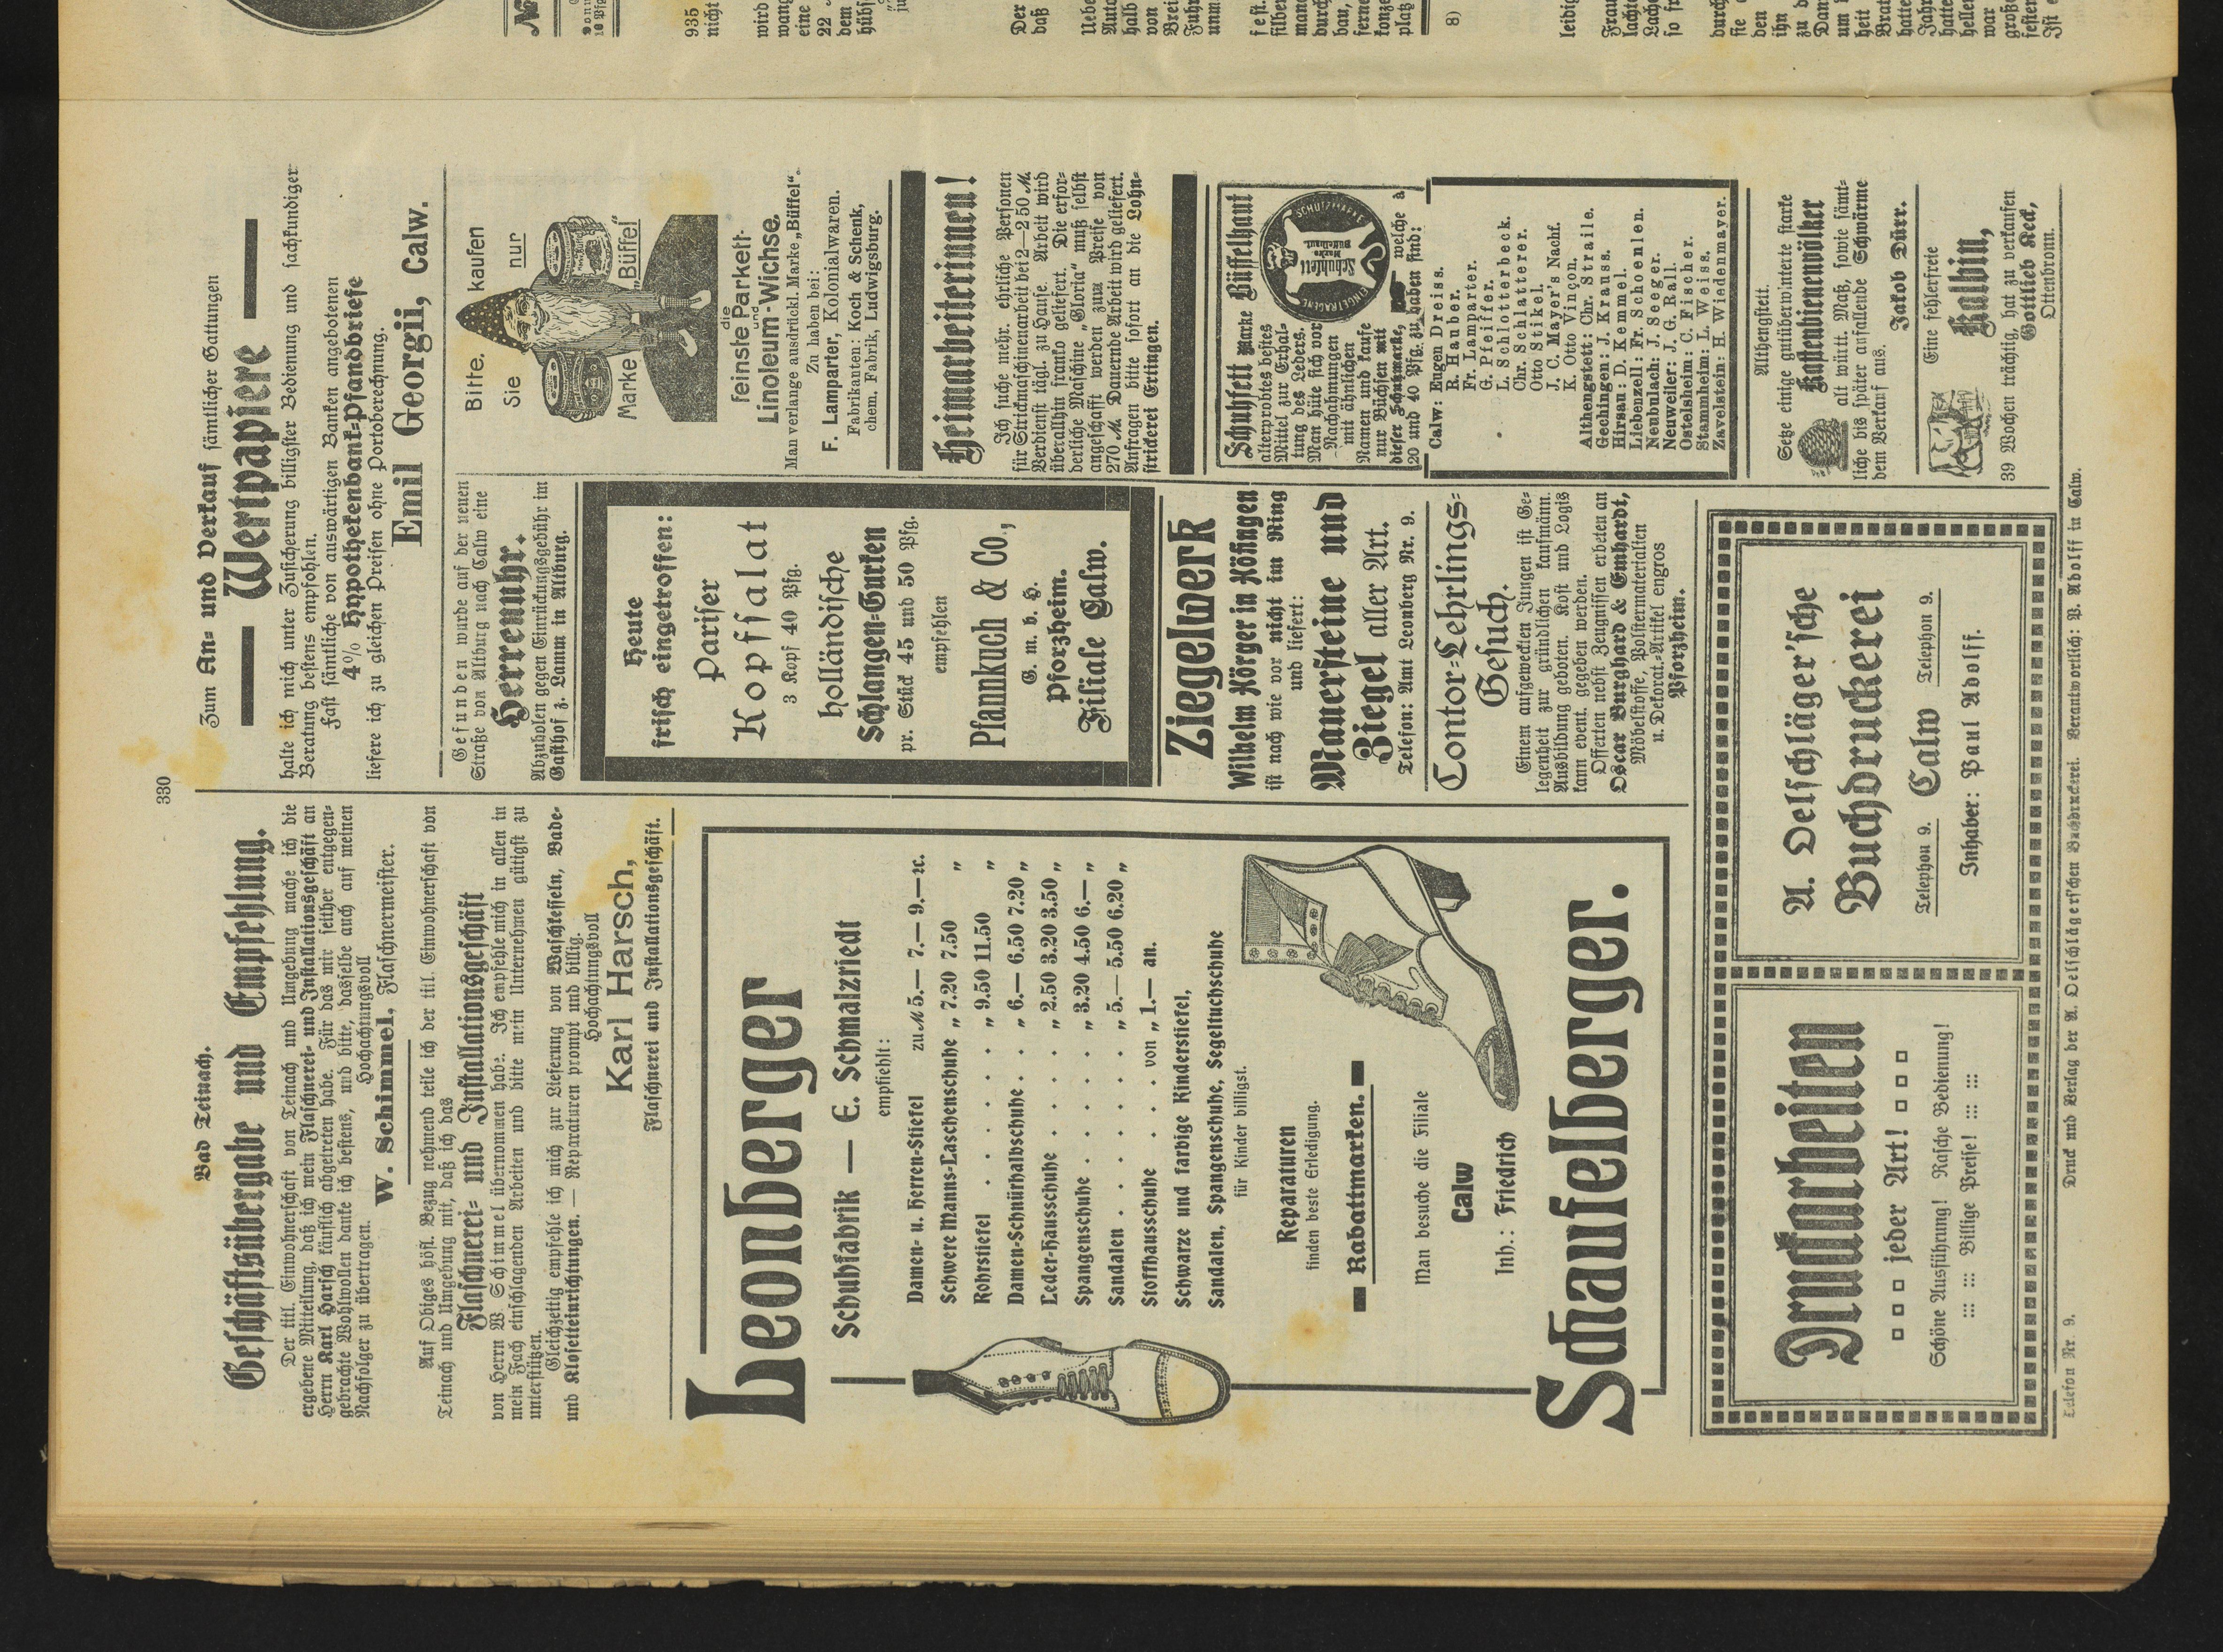 330
Bad Teinach.
Geschäftsübergabe und Empfehlung.
Der titl. Einwohnerschaft von Teinach und Umgebung mache ich die
ergebene Mitteilung, daß ich mein Flaschnerei- und Installationsgeschäft an
Herrn Karl Harsch käuflich abgetreten habe. Für das mir seither entgegen-
gebrachte Wohlwollen danke ich bestens, und bitte, dasselbe auch auf meinen
Nachfolger zu übertragen.
Hochachtungsvoll
W. Schimmel, Flaschnermeister.
Auf Obiges höfl. Bezug nehmend teile ich der titl. Einwohnerschaft von
Teinach und Umgebung mit, daß ich das
Flaschnerei- und Installationsgeschäft
von Herrn W. Schimmel übernommen habe. Ich empfehle mich in allen in
mein Fach einschlagenden Arbeiten und bitte mein Unternehmen gütigst zu
unterstützen.
Gleichzeitig empfehle ich mich zur Lieferung von Waschkesseln, Bade-
und Klosetteinrichtungen. — Reparaturen prompt und billig.
Hochachtungsvoll
Karl Harsch,
Flaschnerei und Installationsgeschäft.
Leonberger
Schuhfabrik — E. Schmalzriedt
empfiehlt:
Damen- u. Herren-Stiefel zu M 5.— 7.— 9.— ꝛc.
Schwere Manns-Laschenschuhe „ 7.20 7.50 „
Rohrstiefel . . . . . „ 9.50 11.50 „
Damen-Schnürhalbschuhe . . „ 6.— 6.50 7.20 „
Leder-Hausschuhe . . . . „ 2.50 3.20 3.50 „
Spangenschuhe . . . . . „ 3.20 4.50 6.— „
Sandalen . . . . . . „ 5.— 5.50 6.20 „
Stoffhausschuhe . . . . von „ 1.— an.
Schwarze und farbige Kinderstiefel,
Sandalen, Spangenschuhe, Segeltuchschuhe
für Kinder billigst.
Reparaturen
finden beste Erledigung.
Rabattmarken.
Man besuche die Filiale
Calw
Inh.: Friedrich
Schaufelberger.
Zum An- und Verkauf sämtlicher Gattungen
— Wertpapiere —
halte ich mich unter Zusicherung billigster Bedienung und sachkundiger
Beratung bestens empfohlen.
Fast sämtliche von auswärtigen Banken angebotenen
4% Hypothekenbank-Pfandbriefe
liefere ich zu gleichen Preisen ohne Portoberechnung.
Emil Georgii, Calw.
Gefunden wurde auf der neuen
Straße von Altburg nach Calw eine
Herrenuhr.
Abzuholen gegen Einrückungsgebühr im
Gasthof z. Lamm in Altburg.
Heute
frisch eingetroffen:
Pariser
Kopfsalat
3 Kopf 40 Pfg.
holländische
Schlangen-Gurken
pr. Stück 45 und 50 Pfg.
empfehlen
Pfannkuch & Co.,
G. m. b. H.
Pforzheim.
Filiale Calw.
Ziegelwerk
Wilhelm Hörger in Höfingen
ist nach wie vor nicht im Ring
und liefert:
Mauersteine und
Ziegel aller Art.
Telefon: Amt Leonberg Nr. 9.
Contor-Lehrlings-
Gesuch.
Einem aufgeweckten Jungen ist Ge-
legenheit zur gründlichen kaufmänn.
Ausbildung geboten. Kost und Logis
kann event. gegeben werden.
Offerten nebst Zeugnissen erbeten an
Oscar Burghard & Emhardt,
Möbelstoffe, Polstermaterialien
u. Dekorat.-Artikel engros
Pforzheim.
Bitte, kaufen
Sie nur
Marke „Büffel“
die
feinste Parkett-
und
Linoleum-Wichse.
Man verlange ausdrückl. Marke „Büffel“.
Zu haben bei:
F. Lamparter, Kolonialwaren.
Fabrikanten: Koch & Schenk,
chem. Fabrik, Ludwigsburg.
Heimarbeiterinnen!
Ich suche mehr. ehrliche Personen
für Strickmaschinenarbeit bei 2—2 50 M
Verdienst tägl. zu Hause. Arbeit wird
überallhin franko geliefert. Die erfor-
derliche Maschine „Gloria“ muß selbst
angeschafft werden zum Preise von
270 M. Dauernde Arbeit wird geliefert.
Anfragen bitte sofort an die Lohn-
strickerei Ertingen.
Schuhfett Marke Büffelhaut
allerprobtes bestes
Mittel zur Erhal-
tung des Leders.
Man hüte sich vor
Nachahmungen
mit ähnlichen
Namen und kaufe
nur Büchsen mit
dieser Schutzmarke, welche à
20 und 40 Pfg. zu haben sind:
EINGETRAGENE SCHUTZMARKE
Schuhfett
Marke
Büffelhaut
Calw: Eugen Dreiss.
R. Hauber.
Fr. Lamparter.
G. Pfeiffer.
L. Schlotterbeck.
Chr. Schlatterer.
Otto Stikel.
J. C. Mayer's Nachf.
K. Otto Vinçon.
Althengstett: Chr. Straile.
Gechingen: J. Krauss.
Hirsau: D. Kemmel.
Liebenzell: Fr. Schoenlen.
Neubulach: J. Seeger.
Neuweiler: J. G. Rall.
Ostelsheim: C. Fischer.
Stammheim: L. Weiss.
Zavelstein: H. Wiedenmayer.
Althengstett.
Setze einige gutüberwinterte starke
Kastenbienenvölker
alt württ. Maß, sowie sämt-
liche bis später anfallende Schwärme
dem Verkauf aus.
Jakob Dürr.
Eine fehlerfreie
Kalbin,
39 Wochen trächtig, hat zu verkaufen
Gottlieb Keck,
Ottenbronn.
Drucksarbeiten
jeder Art!
Schöne Ausführung! Rasche Bedienung!
Billige Preise!
A. Oelschläger'sche
Buchdruckerei
Telephon 9. Calw Telephon 9.
Inhaber: Paul Adolff.
Telefon Nr. 9. Druck und Verlag der A. Oelschläger'schen Buchdruckerei. Verantwortlich: P. Adolff in Calw.